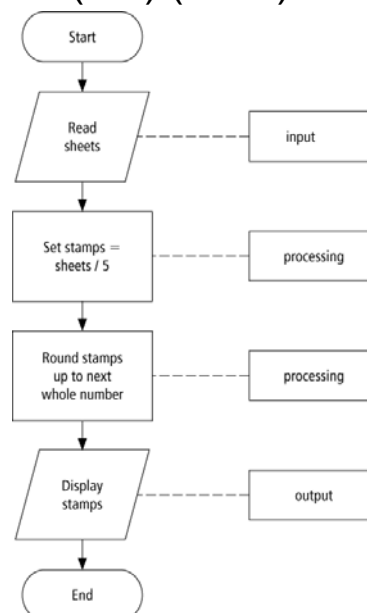 Start
Read
sheets
input
Set stamps =
sheets / 5
processing
Round stamps
up to next
whole number
processing
Display
stamps
output
End